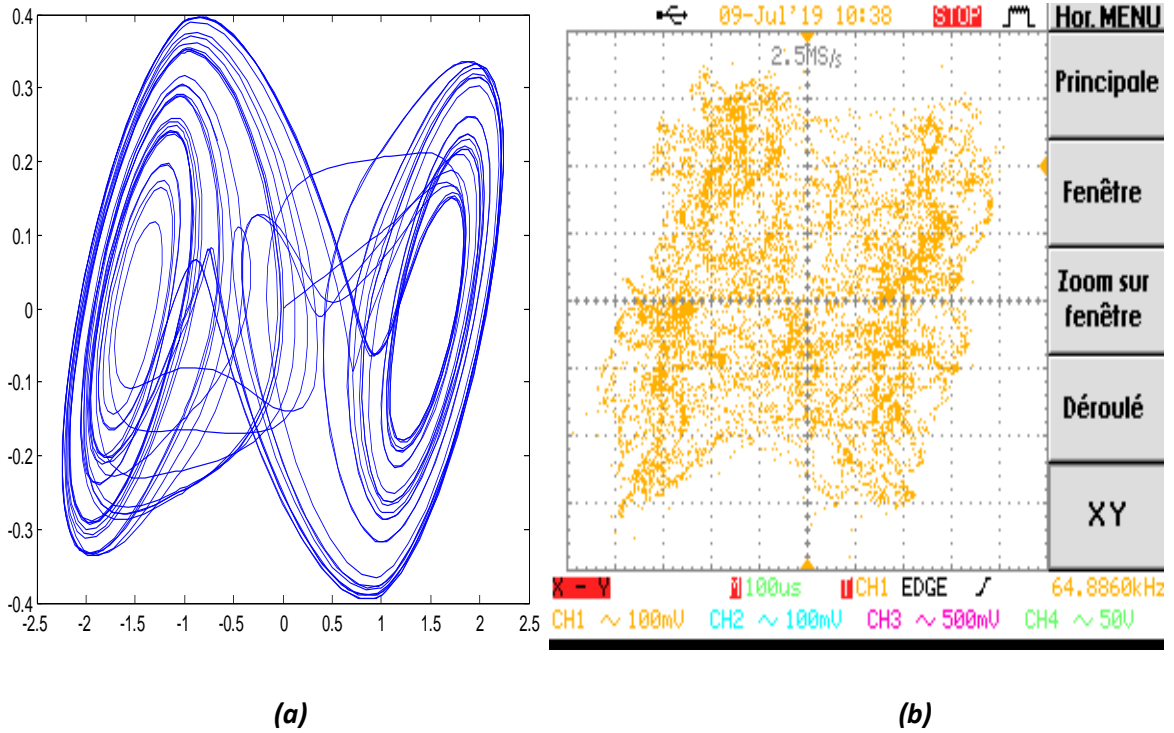 0.4
0.3
0.2
0.1
0
-0.1
-0.2
-0.3
-0.4
-2.5 -2 -1.5 -1 -0.5 0 0.5 1 1.5 2 2.5
(a)
09-Jul'19 10:38 STOP Hor. MENU
2.5MS/s
Principale
Fenêtre
Zoom sur
fenêtre
Déroulé
XY
X - Y M 100us T CH1 EDGE 64.8860kHz
CH1 ~ 100mV CH2 ~ 100mV CH3 ~ 500mV CH4 ~ 50V
(b)